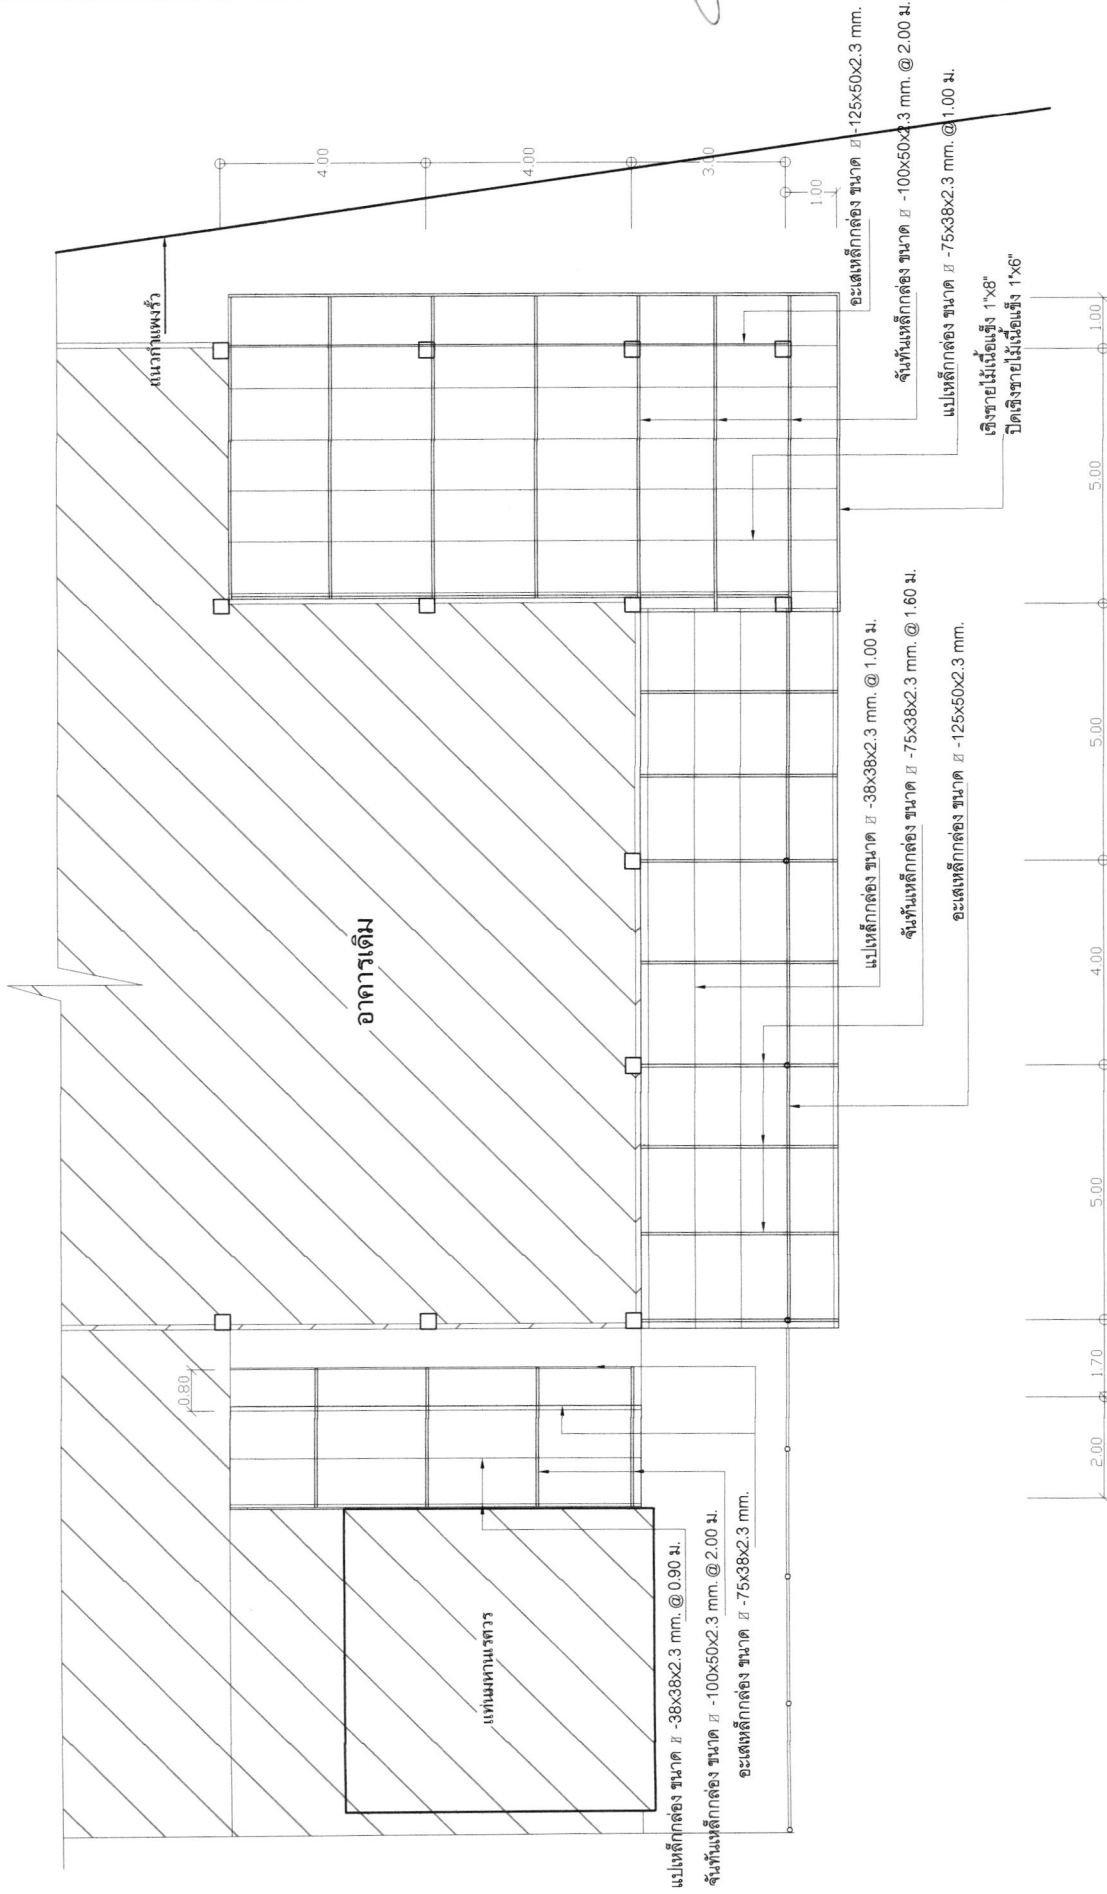 แนวกำแพงรั้ว
4.00
4.00
3.00
1.00
อะเสเหล็กกล่อง ขนาด ⧄ -125x50x2.3 mm.
จันทันเหล็กกล่อง ขนาด ⧄ -100x50x2.3 mm. @ 2.00 ม.
แปเหล็กกล่อง ขนาด ⧄ -75x38x2.3 mm. @ 1.00 ม.
เชิงชายไม้เนื้อแข็ง 1"x8"
ปิดเชิงชายไม้เนื้อแข็ง 1"x6"
อาคารเดิม
แปเหล็กกล่อง ขนาด ⧄ -38x38x2.3 mm. @ 1.00 ม.
จันทันเหล็กกล่อง ขนาด ⧄ -75x38x2.3 mm. @ 1.60 ม.
อะเสเหล็กกล่อง ขนาด ⧄ -125x50x2.3 mm.
0.80
แท่นมหานเรศวร
แปเหล็กกล่อง ขนาด ⧄ -38x38x2.3 mm. @ 0.90 ม.
จันทันเหล็กกล่อง ขนาด ⧄ -100x50x2.3 mm. @ 2.00 ม.
อะเสเหล็กกล่อง ขนาด ⧄ -75x38x2.3 mm.
2.00
1.70
5.00
4.00
5.00
5.00
1.00